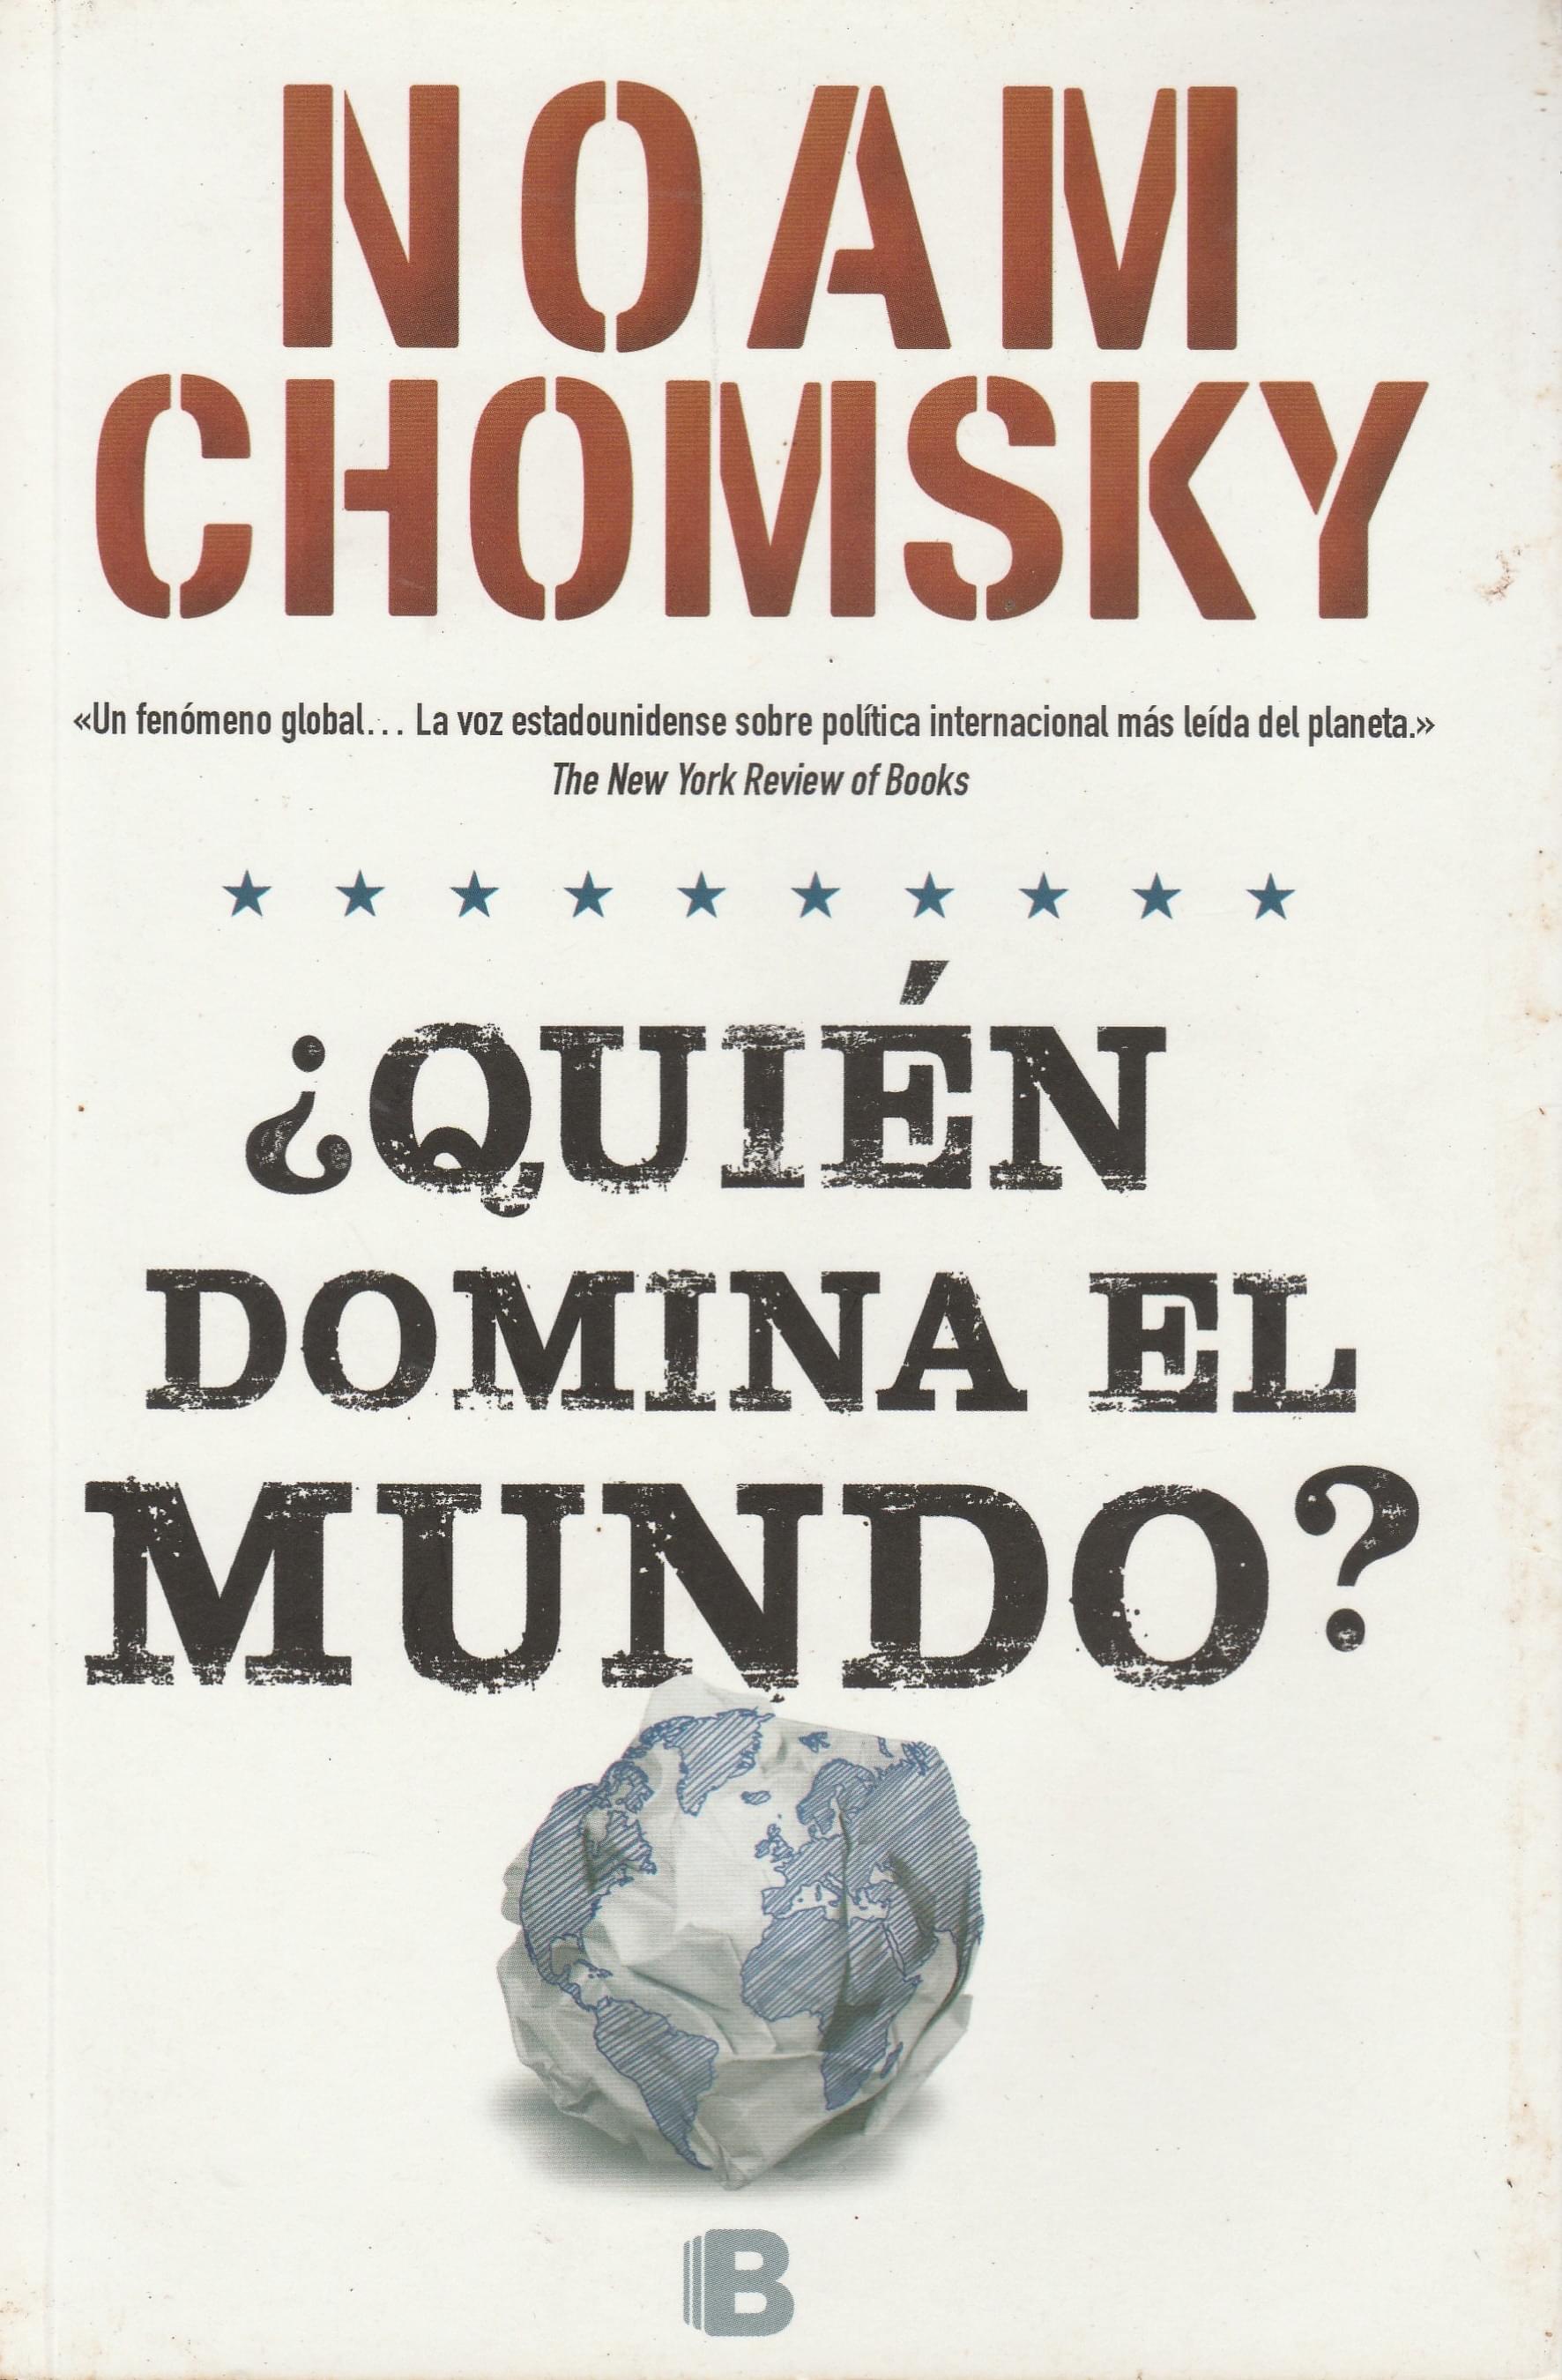 NOAM
CHOMSKY
«Un fenómeno global... La voz estadounidense sobre política internacional más leída del planeta.»
The New York Review of Books
¿QUIÉN
DOMINA EL
MUNDO?
B